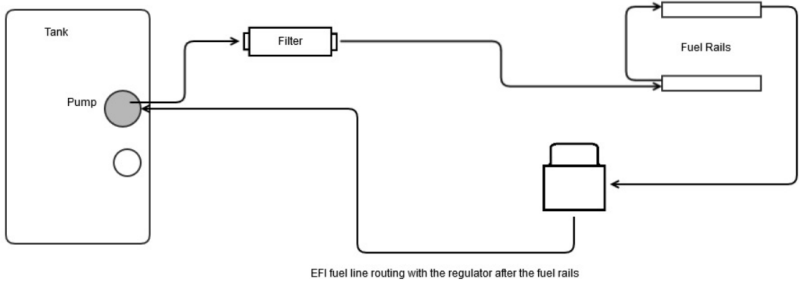 Tank
Filter
Fuel Rails
Pump
EFI fuel line routing with the regulator after the fuel rails